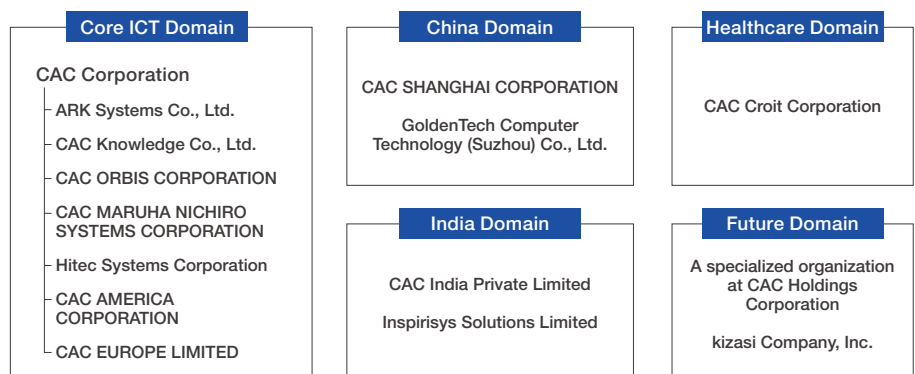 Core ICT Domain
CAC Corporation
ARK Systems Co., Ltd.
CAC Knowledge Co., Ltd.
CAC ORBIS CORPORATION
CAC MARUHA NICHIRO
SYSTEMS CORPORATION
Hitec Systems Corporation
CAC AMERICA
CORPORATION
CAC EUROPE LIMITED
China Domain
CAC SHANGHAI CORPORATION
GoldenTech Computer
Technology (Suzhou) Co., Ltd.
Healthcare Domain
CAC Croit Corporation
India Domain
CAC India Private Limited
Inspirisys Solutions Limited
Future Domain
A specialized organization
at CAC Holdings
Corporation
kizasi Company, Inc.